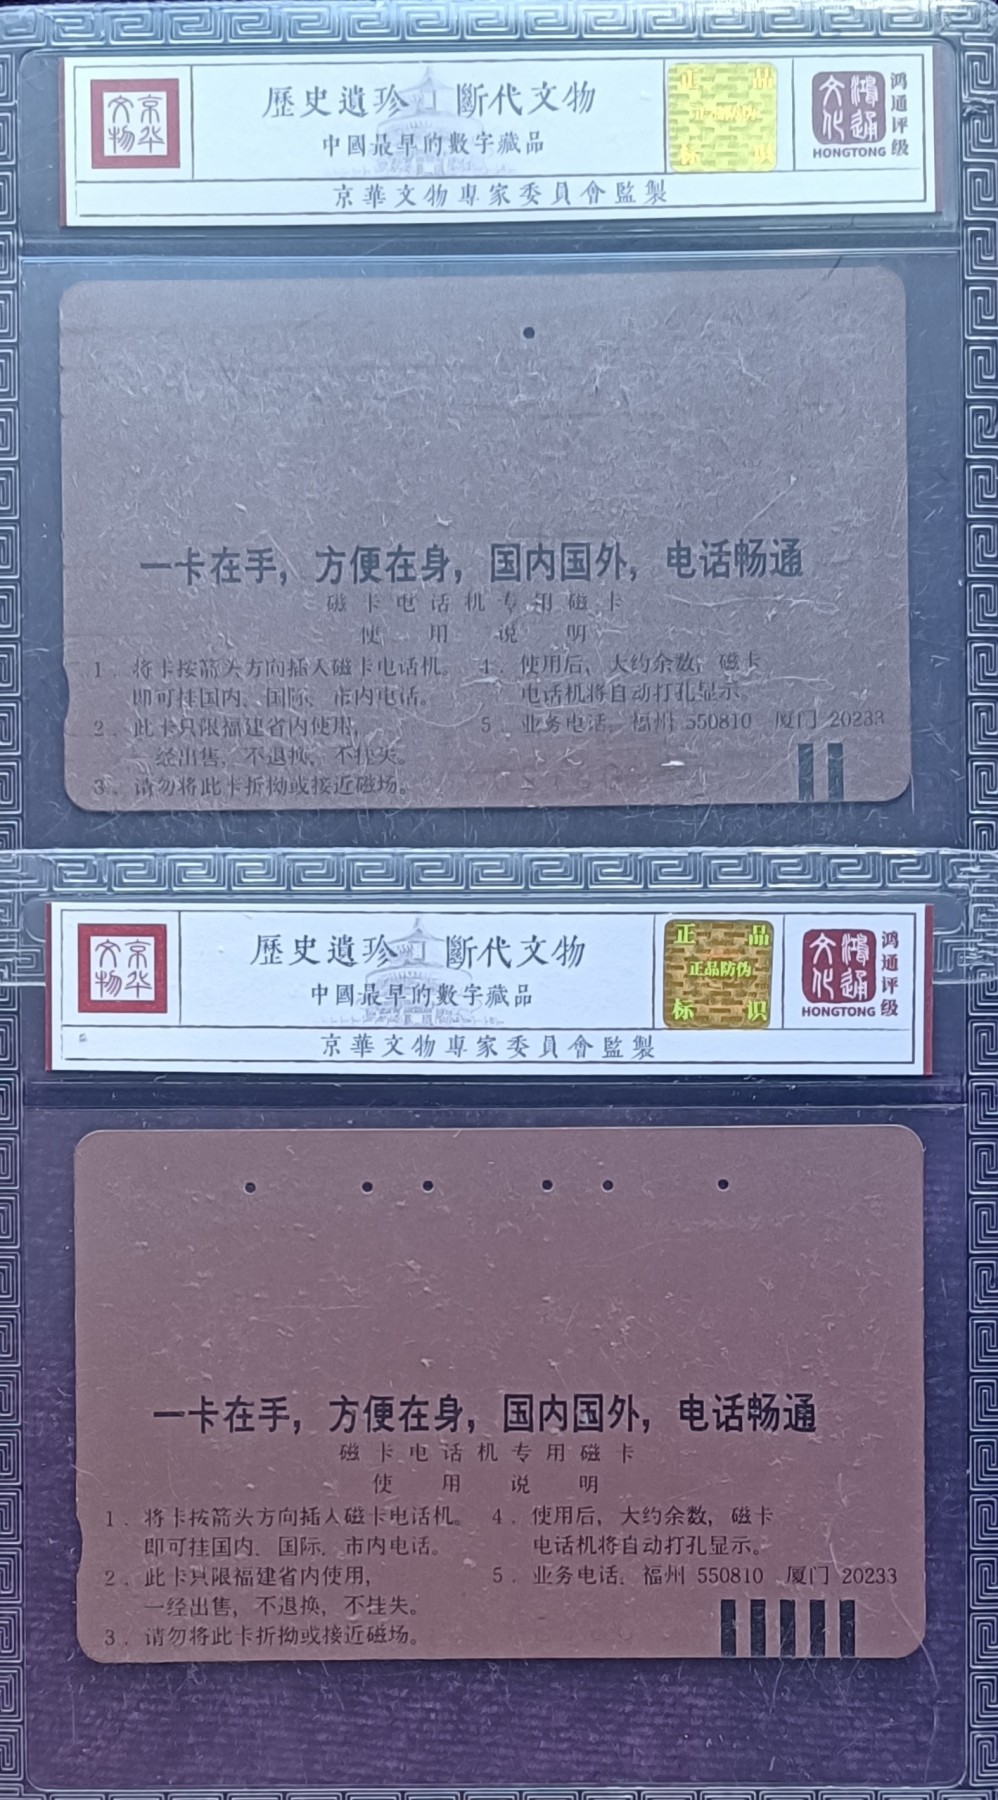 京华文物
歷史遺珍 斷代文物
中國最早的數字藏品
京華文物專家委員會監製
正品
正品防伪
标识
鸿通文化
HONGTONG
鸿通评级
一卡在手，方便在身，国内国外，电话畅通
磁卡电话机专用磁卡
使用说明
1．将卡按箭头方向插入磁卡电话机。
即可挂国内、国际、市内电话。
2．此卡只限福建省内使用，
一经出售，不退换，不挂失。
3．请勿将此卡折拗或接近磁场。
4．使用后，大约余数，磁卡
电话机将自动打孔显示。
5．业务电话．福州 550810 厦门 20233
京华文物
歷史遺珍 斷代文物
中國最早的數字藏品
京華文物專家委員會監製
正品
正品防伪
标识
鸿通文化
HONGTONG
鸿通评级
一卡在手，方便在身，国内国外，电话畅通
磁卡电话机专用磁卡
使用说明
1．将卡按箭头方向插入磁卡电话机。
即可挂国内．国际．市内电话。
2．此卡只限福建省内使用，
一经出售，不退换，不挂失。
3．请勿将此卡折拗或接近磁场。
4．使用后，大约余数，磁卡
电话机将自动打孔显示。
5．业务电话．福州 550810 厦门 20233